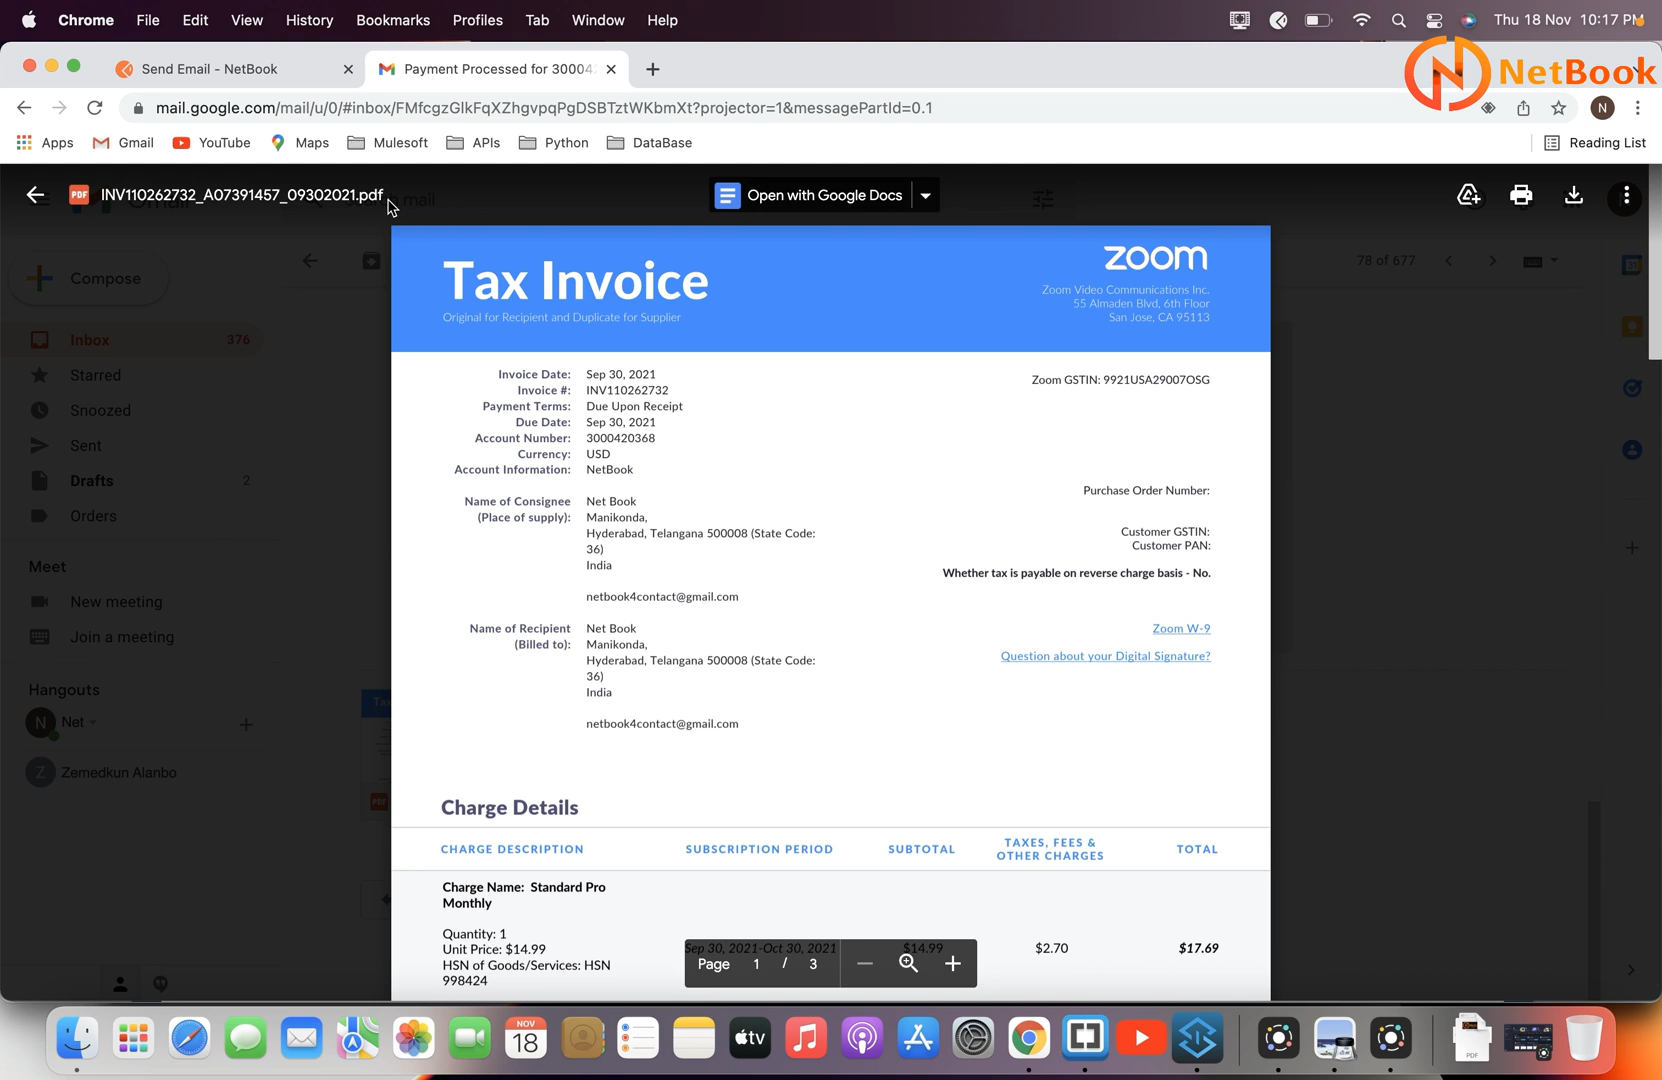 Chrome File Edit View History Bookmarks Profiles Tab Window Help Thu 18 Nov 10:17 PM
NetBook
Send Email - NetBook Payment Processed for 30004
mail.google.com/mail/u/0/#inbox/FMfcgzGlkFqXZhgvpqPgDSBTztWKbmXt?projector=1&messagePartId=0.1 N
Apps Gmail YouTube Maps Mulesoft APIs Python DataBase Reading List
PDF INV110262732_A07391457_09302021.pdf mail Open with Google Docs
Compose 78 of 677
Tax Invoice
Original for Recipient and Duplicate for Supplier
zoom
Zoom Video Communications Inc.
55 Almaden Blvd, 6th Floor
San Jose, CA 95113
Inbox 376
Starred
Snoozed
Sent
Drafts 2
Orders
Meet
New meeting
Join a meeting
Hangouts
N Net
Z Zemedkun Alanbo
Invoice Date: Sep 30, 2021
Invoice #: INV110262732
Payment Terms: Due Upon Receipt
Due Date: Sep 30, 2021
Account Number: 3000420368
Currency: USD
Account Information: NetBook
Zoom GSTIN: 9921USA29007OSG
Name of Consignee Net Book
(Place of supply): Manikonda,
Hyderabad, Telangana 500008 (State Code:
36)
India
netbook4contact@gmail.com
Purchase Order Number:
Customer GSTIN:
Customer PAN:
Whether tax is payable on reverse charge basis - No.
Name of Recipient Net Book
(Billed to): Manikonda,
Hyderabad, Telangana 500008 (State Code:
36)
India
netbook4contact@gmail.com
Zoom W-9
Question about your Digital Signature?
Tax
PDF
Charge Details
CHARGE DESCRIPTION SUBSCRIPTION PERIOD SUBTOTAL TAXES, FEES & OTHER CHARGES TOTAL
Charge Name: Standard Pro
Monthly
Quantity: 1
Unit Price: $14.99
HSN of Goods/Services: HSN
998424
Sep 30, 2021-Oct 30, 2021 $14.99 $2.70 $17.69
Page 1 / 3
NOV
18
tv
PDF